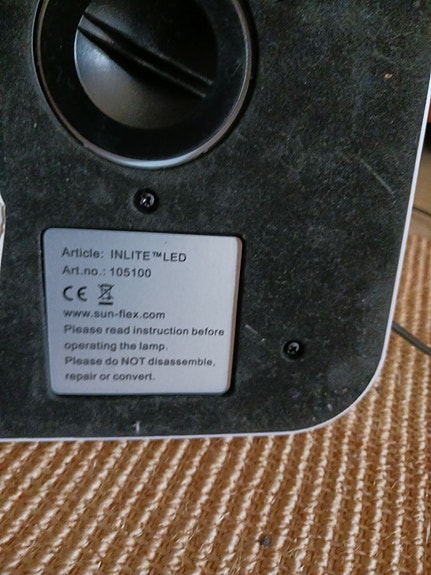 Article: INLITE™LED
Art.no.: 105100
CE
www.sun-flex.com
Please read instruction before
operating the lamp.
Please do NOT disassemble,
repair or convert.